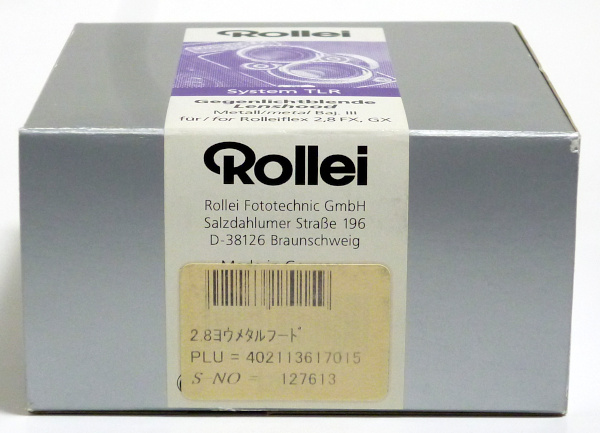 Rollei
System TLR
Gegenlichtblende
Lenshood
Metall/metal Baj. III
für/for Rolleiflex 2,8 FX, GX
Rollei
Rollei Fototechnic GmbH
Salzdahlumer Straße 196
D-38126 Braunschweig
Made in
2.8ﾖｳﾒﾀﾙﾌｰﾄﾞ
PLU = 402113617015
S-NO = 127613